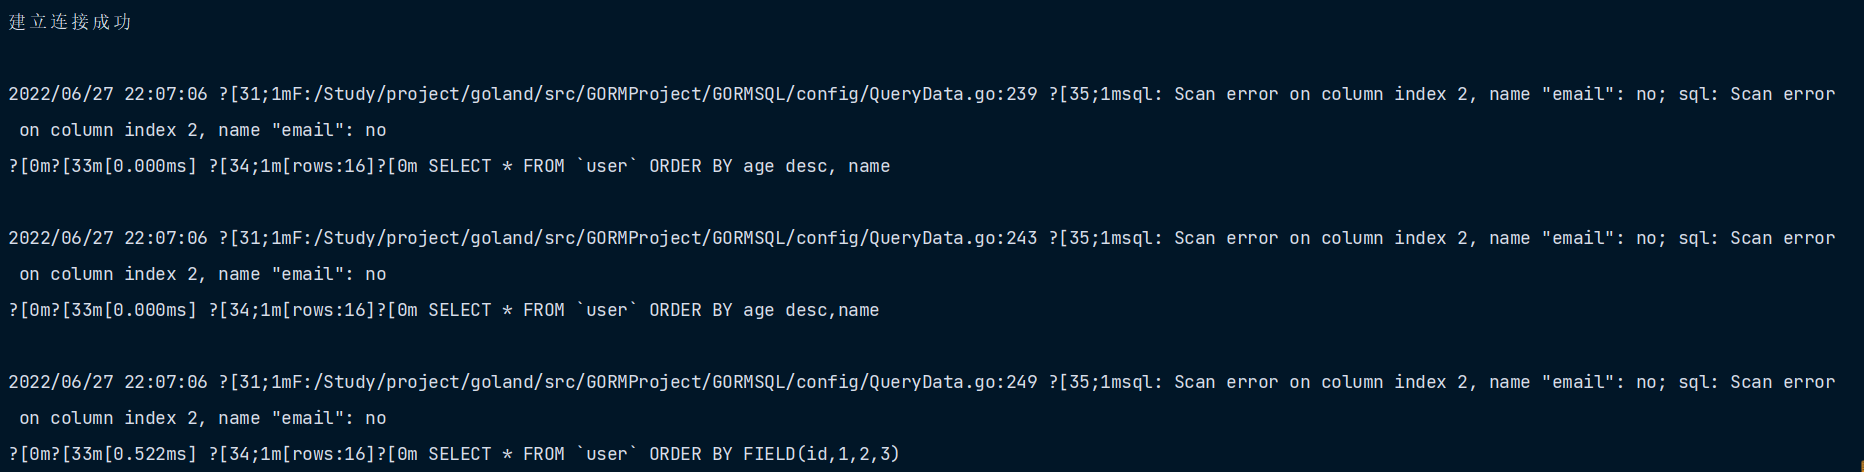 建立连接成功
2022/06/27 22:07:06 ?[31;1mF:/Study/project/goland/src/GORMProject/GORMSQL/config/QueryData.go:239 ?[35;1msql: Scan error on column index 2, name "email": no; sql: Scan error
on column index 2, name "email": no
?[0m?[33m[0.000ms] ?[34;1m[rows:16]?[0m SELECT * FROM `user` ORDER BY age desc, name
2022/06/27 22:07:06 ?[31;1mF:/Study/project/goland/src/GORMProject/GORMSQL/config/QueryData.go:243 ?[35;1msql: Scan error on column index 2, name "email": no; sql: Scan error
on column index 2, name "email": no
?[0m?[33m[0.000ms] ?[34;1m[rows:16]?[0m SELECT * FROM `user` ORDER BY age desc,name
2022/06/27 22:07:06 ?[31;1mF:/Study/project/goland/src/GORMProject/GORMSQL/config/QueryData.go:249 ?[35;1msql: Scan error on column index 2, name "email": no; sql: Scan error
on column index 2, name "email": no
?[0m?[33m[0.522ms] ?[34;1m[rows:16]?[0m SELECT * FROM `user` ORDER BY FIELD(id,1,2,3)